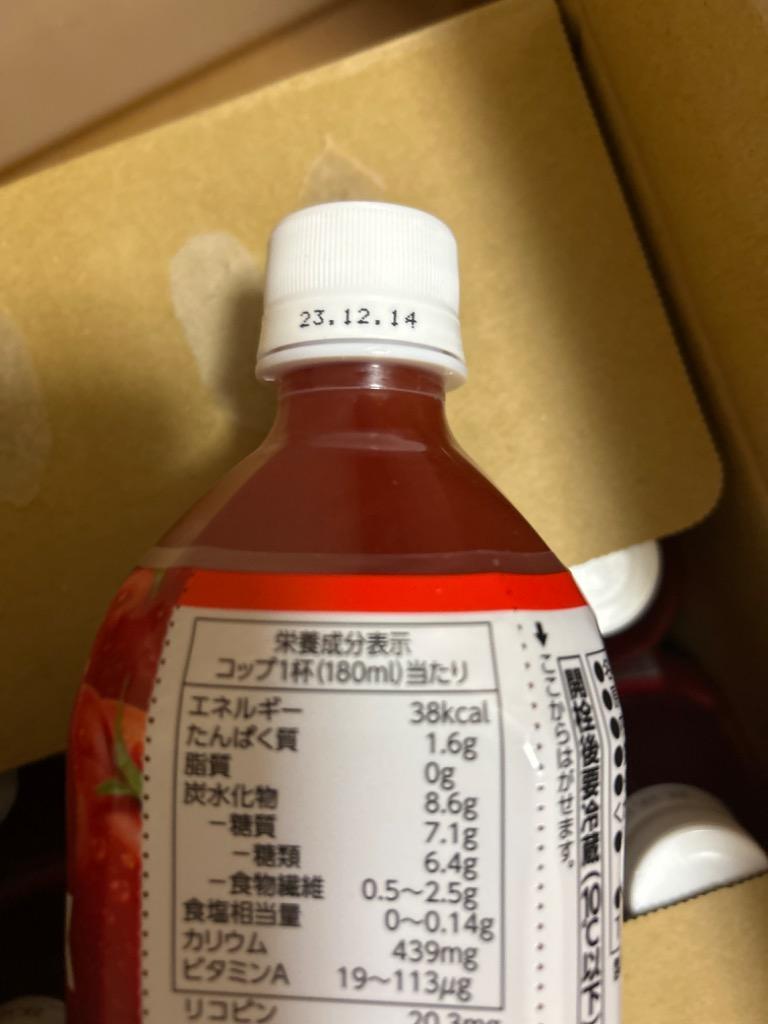 23.12.14
栄養成分表示
コップ1杯(180ml)当たり
エネルギー 38kcal
たんぱく質 1.6g
脂質 0g
炭水化物 8.6g
－糖質 7.1g
－糖類 6.4g
－食物繊維 0.5～2.5g
食塩相当量 0～0.14g
カリウム 439mg
ビタミンA 19～113μg
リコピン 20.3mg
ここからはがせます。
開栓後要冷蔵(10℃以下)